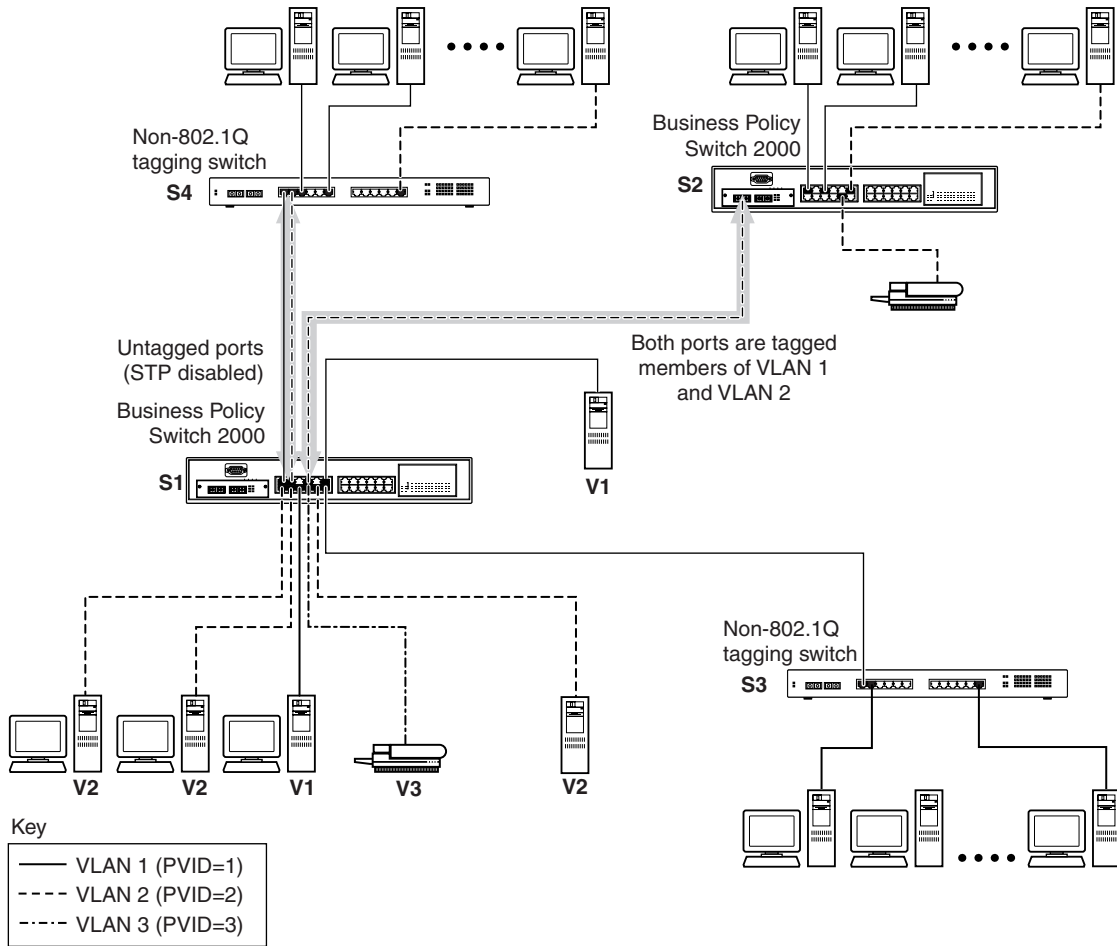 Non-802.1Q
tagging switch
S4
Business Policy
Switch 2000
S2
Untagged ports
(STP disabled)
Both ports are tagged
members of VLAN 1
and VLAN 2
Business Policy
Switch 2000
S1
V1
Non-802.1Q
tagging switch
S3
V2
V2
V1
V3
V2
Key
VLAN 1 (PVID=1)
VLAN 2 (PVID=2)
VLAN 3 (PVID=3)